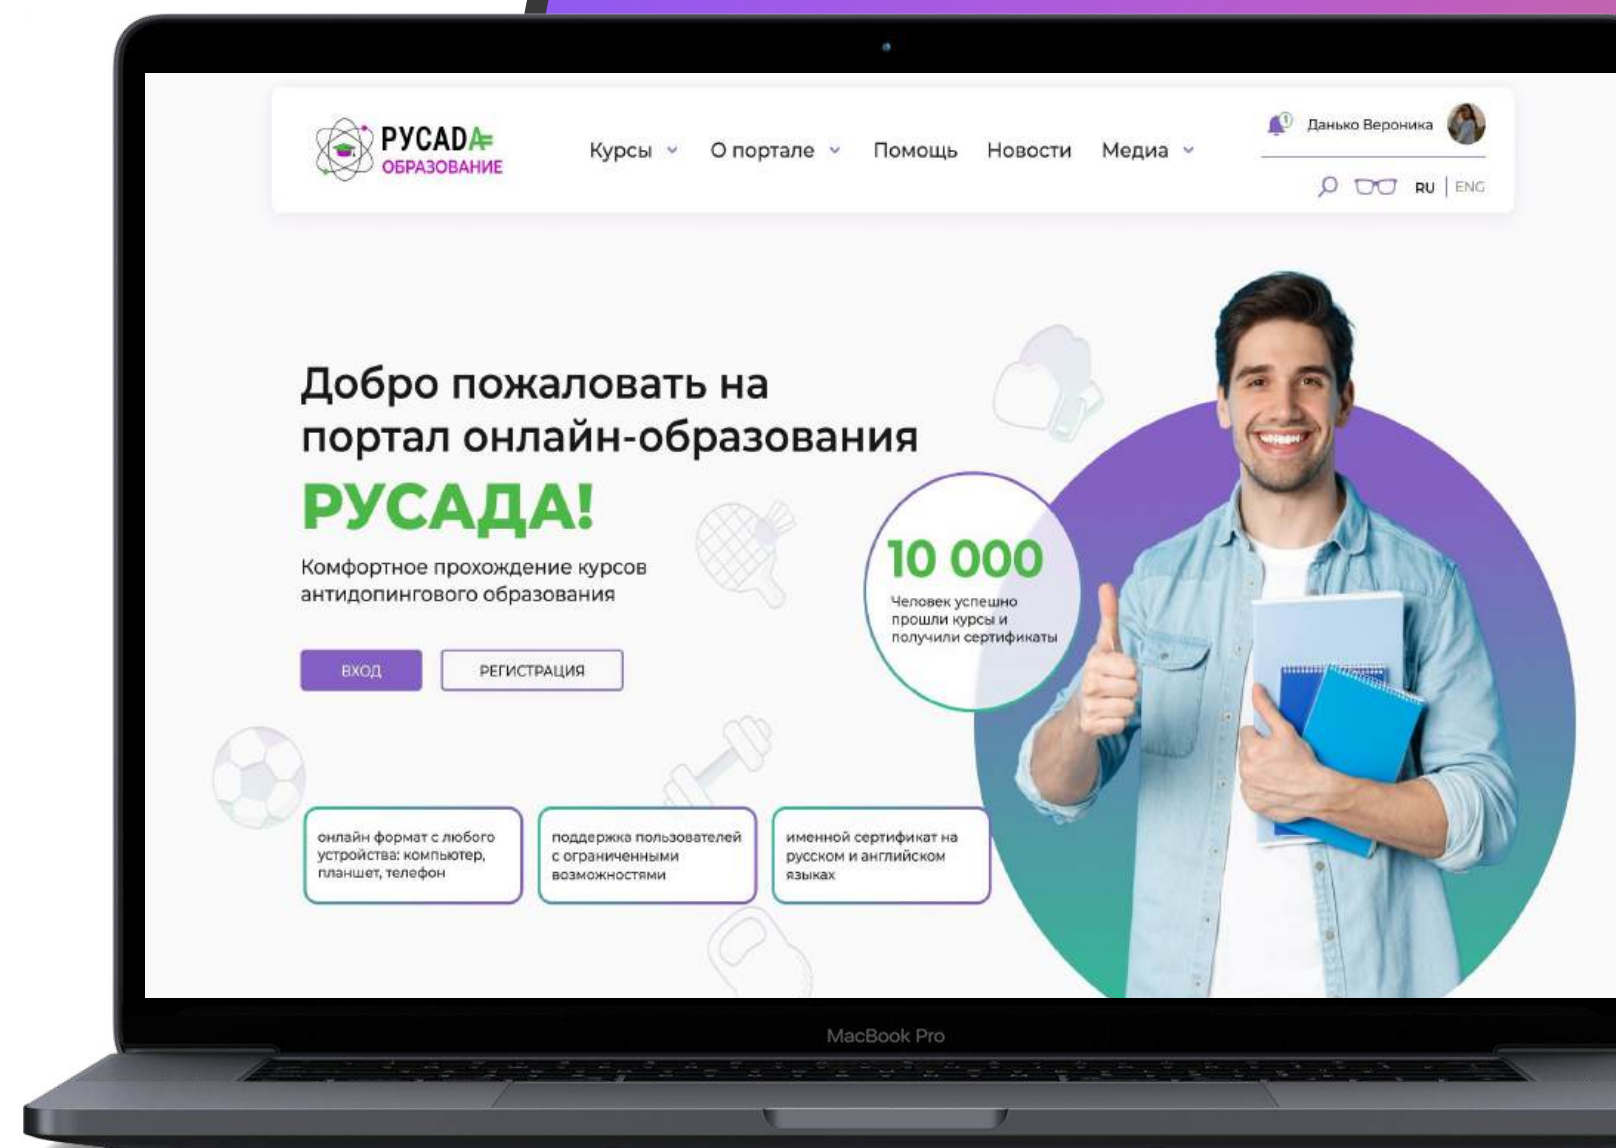 РУСАДА
ОБРАЗОВАНИЕ
Курсы
О портале
Помощь
Новости
Медиа
1
Данько Вероника
RU | ENG
Добро пожаловать на
портал онлайн-образования
РУСАДА!
Комфортное прохождение курсов
антидопингового образования
ВХОД
РЕГИСТРАЦИЯ
10 000
Человек успешно
прошли курсы и
получили сертификаты
онлайн формат с любого
устройства: компьютер,
планшет, телефон
поддержка пользователей
с ограниченными
возможностями
именной сертификат на
русском и английском
языках
MacBook Pro